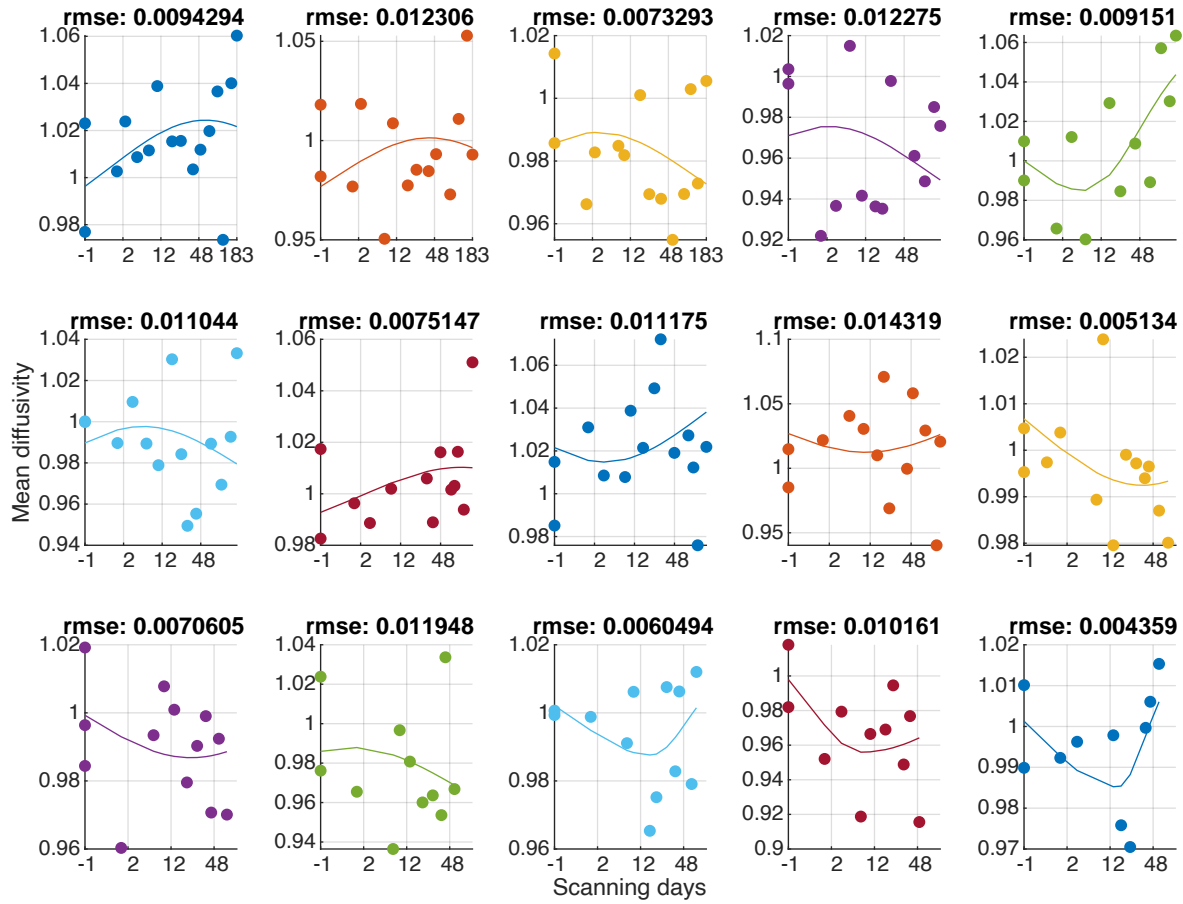 rmse: 0.0094294 rmse: 0.012306 rmse: 0.0073293 rmse: 0.012275 rmse: 0.009151
1.06 1.05 1.02 1.02 1.06
1.04 1 1 1.04
1.02 1 0.98 0.98 1.02
1 0.96 0.96 0.94 1
0.98 0.95 0.92 0.98
0.96
-1 2 12 48 183 -1 2 12 48 183 -1 2 12 48 183 -1 2 12 48 -1 2 12 48
rmse: 0.011044 rmse: 0.0075147 rmse: 0.011175 rmse: 0.014319 rmse: 0.005134
Mean diffusivity
1.04 1.06 1.06 1.1 1.02
1.02 1.04 1.04 1.05 1.01
1 1.02 1.02 1 1
0.98 1 1 0.95 0.99
0.96 0.98 0.98 0.98
0.94
-1 2 12 48 -1 2 12 48 -1 2 12 48 -1 2 12 48 -1 2 12 48
rmse: 0.0070605 rmse: 0.011948 rmse: 0.0060494 rmse: 0.010161 rmse: 0.004359
1.02 1.04 1.02 1 1.02
1 1.02 1 0.98 1.01
0.98 1 0.98 0.96 1
0.96 0.98 0.96 0.94 0.99
0.96 0.92 0.98
0.94 0.9 0.97
-1 2 12 48 -1 2 12 48 -1 2 12 48 -1 2 12 48 -1 2 12 48
Scanning days